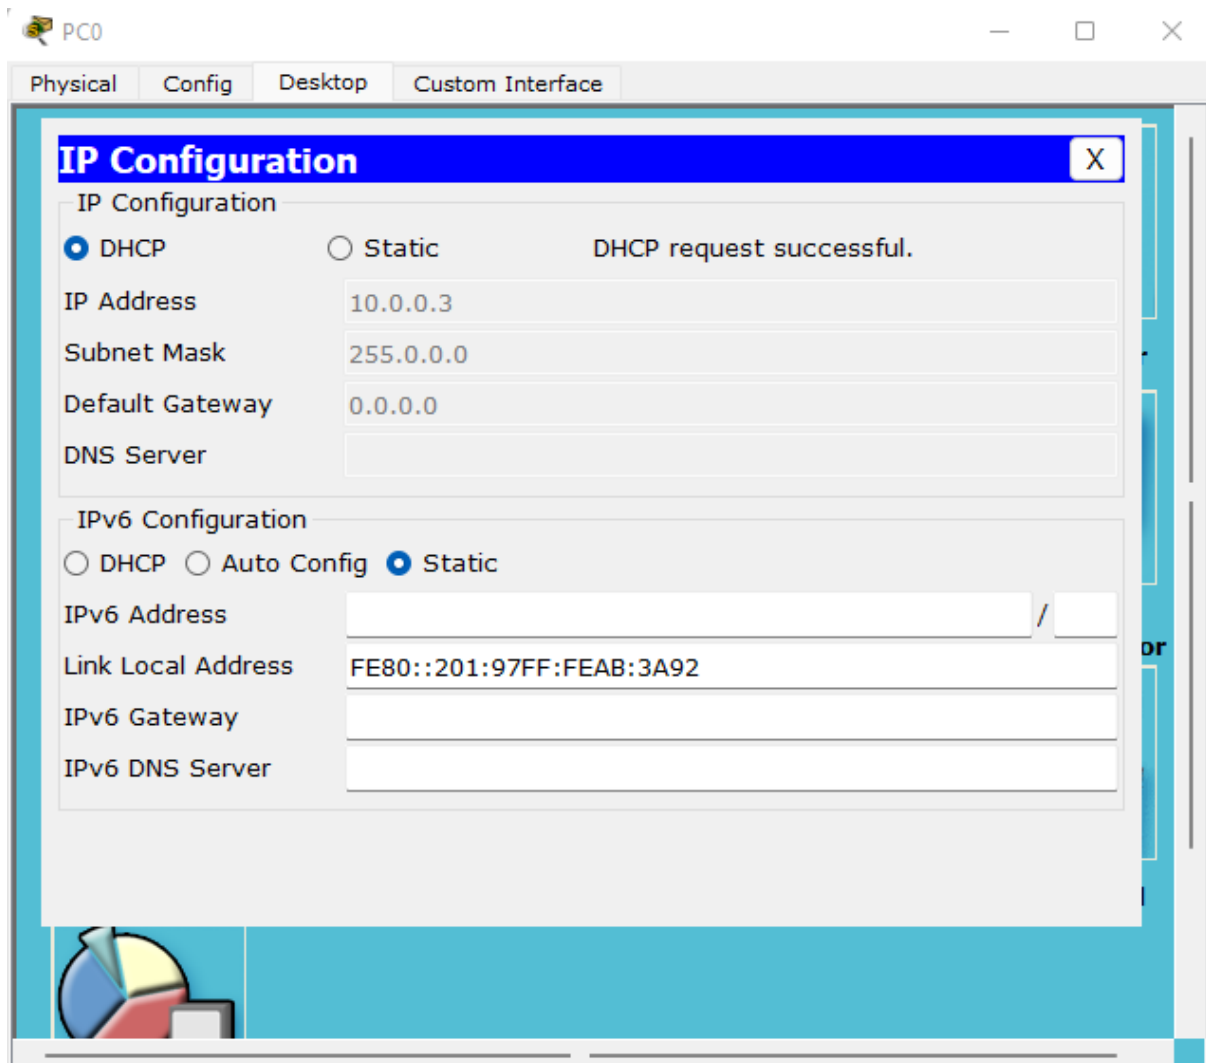 PC0
Physical Config Desktop Custom Interface
IP Configuration X
IP Configuration
DHCP Static DHCP request successful.
IP Address 10.0.0.3
Subnet Mask 255.0.0.0
Default Gateway 0.0.0.0
DNS Server
IPv6 Configuration
DHCP Auto Config Static
IPv6 Address /
Link Local Address FE80::201:97FF:FEAB:3A92
IPv6 Gateway
IPv6 DNS Server
or